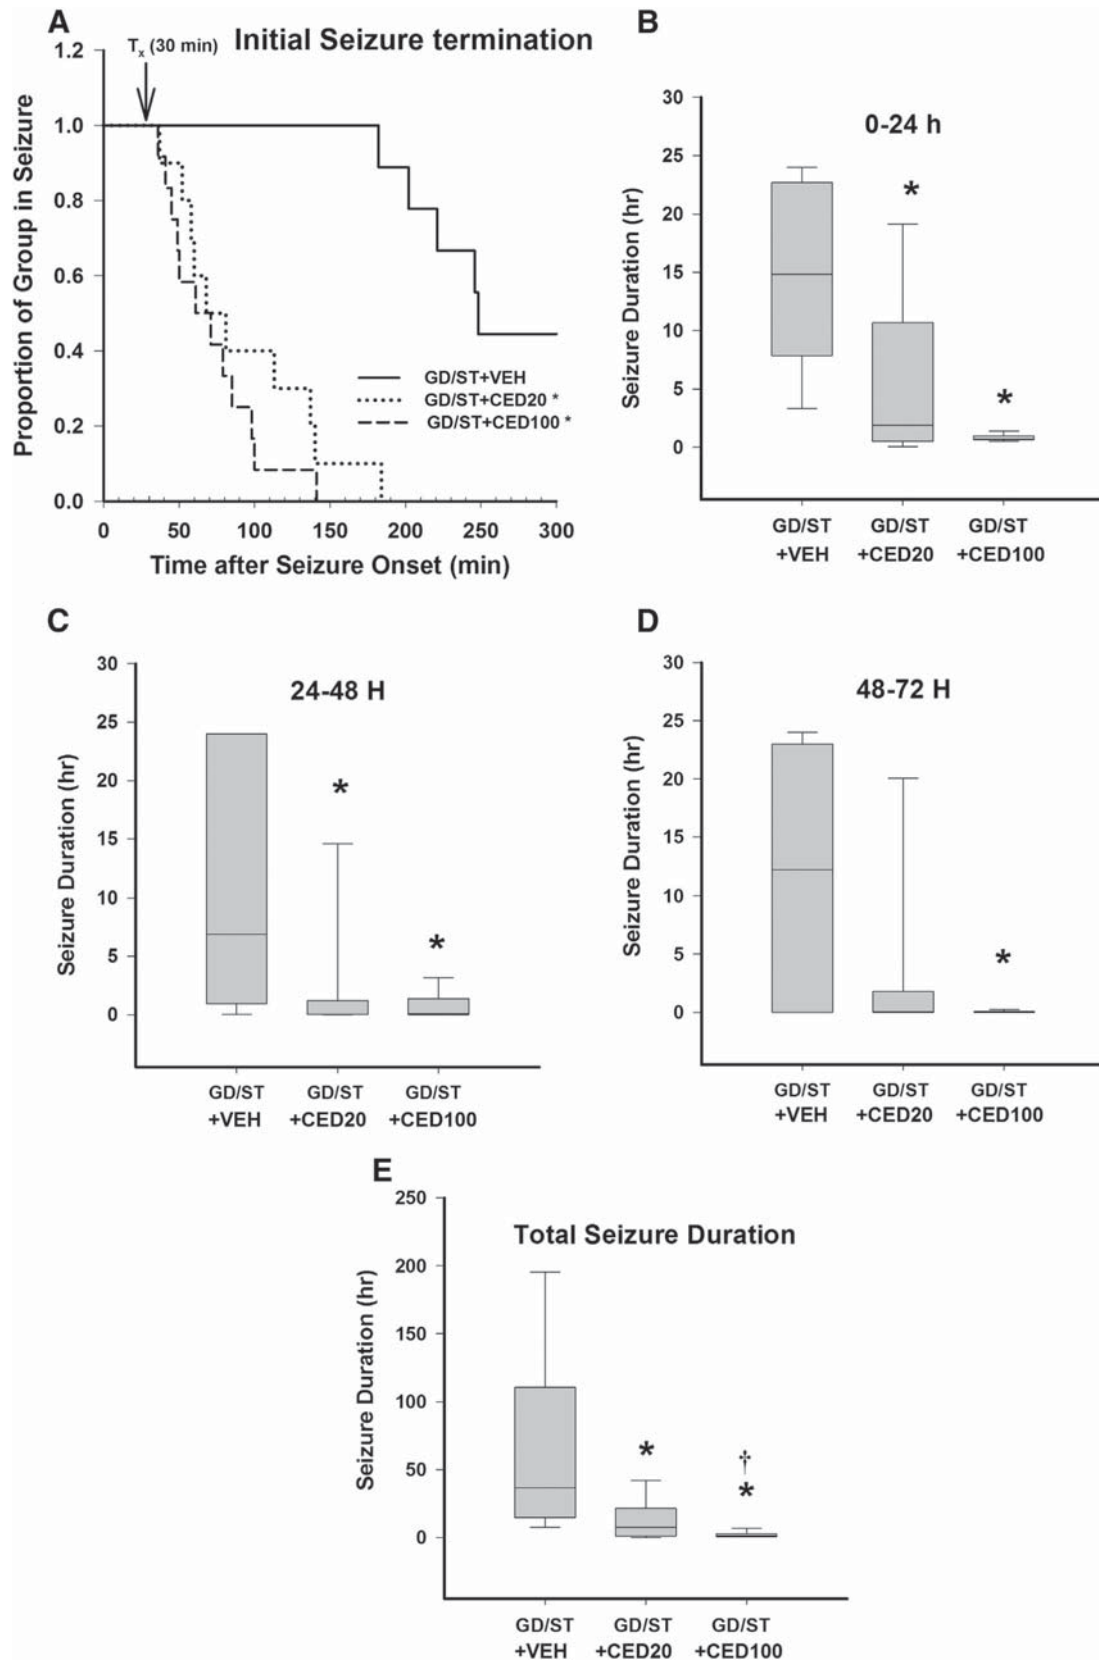 A
Tx (30 min)
Initial Seizure termination
1.2
1.0
0.8
0.6
0.4
0.2
0.0
Proportion of Group in Seizure
GD/ST+VEH
GD/ST+CED20 *
GD/ST+CED100 *
0 50 100 150 200 250 300
Time after Seizure Onset (min)
B
0-24 h
30
25
20
15
10
5
0
Seizure Duration (hr)
*
*
GD/ST GD/ST GD/ST
+VEH +CED20 +CED100
C
24-48 H
30
25
20
15
10
5
0
Seizure Duration (hr)
*
*
GD/ST GD/ST GD/ST
+VEH +CED20 +CED100
D
48-72 H
30
25
20
15
10
5
0
Seizure Duration (hr)
*
GD/ST GD/ST GD/ST
+VEH +CED20 +CED100
E
Total Seizure Duration
250
200
150
100
50
0
Seizure Duration (hr)
*
†
*
GD/ST GD/ST GD/ST
+VEH +CED20 +CED100